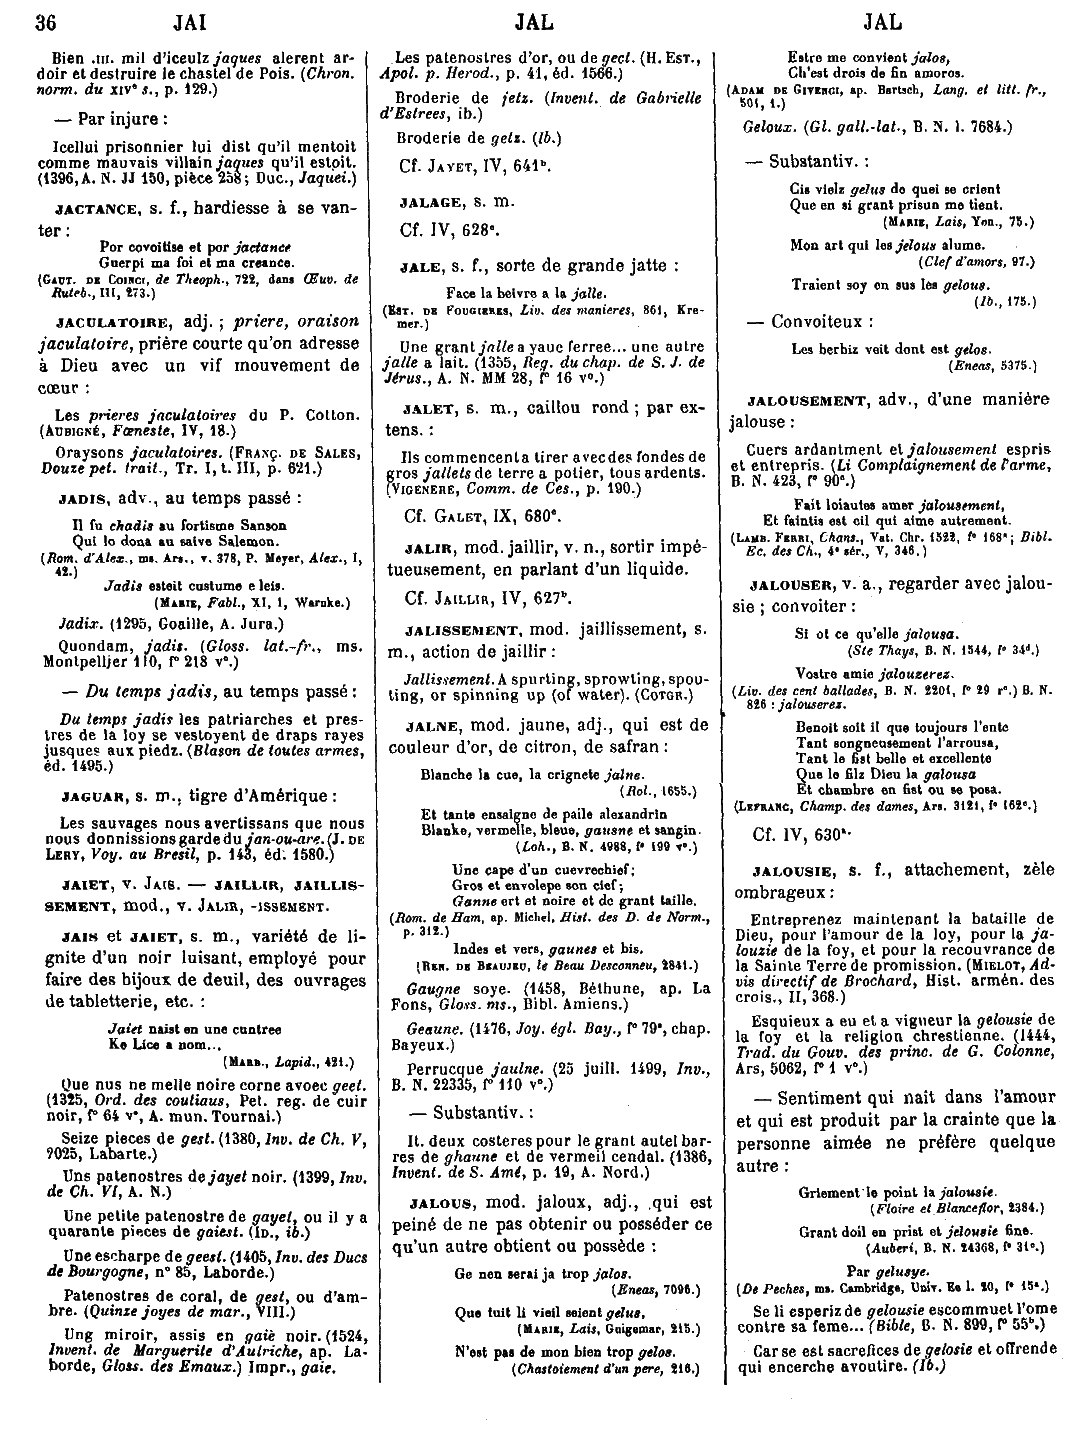 36 JAI JAL JAL
Bien .III. mil d'iceulz jaques alerent ar-
doir et destruire le chastel de Pois. (Chron.
norm. du XIVe s., p. 129.)
— Par injure :
Icellui prisonnier lui dist qu'il mentoit
comme mauvais villain jaques qu'il estoit.
(1396, A. N. JJ 150, pièce 258 ; Duc., Jaquei.)
JACTANCE, s. f., hardiesse à se van-
ter :
Por covoitise et por jactance
Guerpi ma foi et ma creance.
(GAUT. DE COINCI, de Theoph., 722, dans Œuv. de
Ruteb., III, 273.)
JACULATOIRE, adj. ; priere, oraison
jaculatoire, prière courte qu'on adresse
à Dieu avec un vif mouvement de
cœur :
Les prieres jaculatoires du P. Cotton.
(AUBIGNÉ, Fœneste, IV, 18.)
Oraysons jaculatoires. (FRANÇ. DE SALES,
Douze pet. trait., Tr. I, t. III, p. 621.)
JADIS, adv., au temps passé :
Il fu chadis au fortisme Sanson
Qui lo dona au saive Salemon.
(Rom. d'Alex., ms. Ars., v. 378, P. Meyer, Alex., I,
42.)
Jadis esteit custume e leis.
(MARIE, Fabl., XI, 1, Warnke.)
Jadix. (1295, Goaille, A. Jura.)
Quondam, jadis. (Gloss. lat.-fr., ms.
Montpellier 110, f° 218 v°.)
— Du temps jadis, au temps passé :
Du temps jadis les patriarches et pres-
tres de la loy se vestoyent de draps rayes
jusques aux piedz. (Blason de toutes armes,
éd. 1495.)
JAGUAR, s. m., tigre d'Amérique :
Les sauvages nous avertissans que nous
nous donnissions garde du jan-ou-are. (J. DE
LERY, Voy. au Bresil, p. 143, éd. 1580.)
JAIET, v. JAIS. — JAILLIR, JAILLIS-
SEMENT, mod., v. JALIR, -ISSEMENT.
JAIS et JAIET, s. m., variété de li-
gnite d'un noir luisant, employé pour
faire des bijoux de deuil, des ouvrages
de tabletterie, etc. :
Jaiet naist en une cuntree
Ke Lice a nom...
(MARB., Lapid., 421.)
Que nus ne melle noire corne avoec geet.
(1325, Ord. des coutiaus, Pet. reg. de cuir
noir, f° 64 v°, A. mun. Tournai.)
Seize pieces de gest. (1380, Inv. de Ch. V,
2025, Labarte.)
Uns patenostres de jayet noir. (1399, Inv.
de Ch. VI, A. N.)
Une petite patenostre de gayet, ou il y a
quarante pieces de gaiest. (ID., ib.)
Une escharpe de geest. (1405, Inv. des Ducs
de Bourgogne, n° 85, Laborde.)
Patenostres de coral, de gest, ou d'am-
bre. (Quinze joyes de mar., VIII.)
Ung miroir, assis en gaiè noir. (1524,
Invent. de Marguerite d'Autriche, ap. La-
borde, Gloss. des Emaux.) Impr., gaie.
Les patenostres d'or, ou de gect. (H. EST.,
Apol. p. Herod., p. 41, éd. 1566.)
Broderie de jetz. (Invent. de Gabrielle
d'Estrees, ib.)
Broderie de getz. (Ib.)
Cf. JAYET, IV, 641b.
JALAGE, s. m.
Cf. IV, 628a.
JALE, s. f., sorte de grande jatte :
Face la beivre a la jalle.
(EST. DE FOUGIERES, Liv. des manieres, 861, Kre-
mer.)
Une grant jalle a yaue ferree... une autre
jalle a lait. (1355, Reg. du chap. de S. J. de
Jérus., A. N. MM 28, f° 16 v°.)
JALET, s. m., caillou rond ; par ex-
tens. :
Ils commencent a tirer avec des fondes de
gros jallets de terre a potier, tous ardents.
(VIGENERE, Comm. de Ces., p. 190.)
Cf. GALET, IX, 680c.
JALIR, mod. jaillir, v. n., sortir impé-
tueusement, en parlant d'un liquide.
Cf. JAILLIR, IV, 627b.
JALISSEMENT, mod. jaillissement, s.
m., action de jaillir :
Jallissement. A spurting, sprowting, spou-
ting, or spinning up (of water). (COTGR.)
JALNE, mod. jaune, adj., qui est de
couleur d'or, de citron, de safran :
Blanche la cue, la crignete jalne.
(Rol., 1655.)
Et tante ensaigne de paile alexandrin
Blanke, vermelle, bleue, gausne et sangin.
(Loh., B. N. 4988, f° 199 v°.)
Une cape d'un cuevrechief ;
Gros et envolepe son cief ;
Ganne ert et noire et de grant taille.
(Rom. de Ham, ap. Michel, Hist. des D. de Norm.,
p. 312.)
Indes et vers, gaunes et bis.
(REN. DE BEAUJEU, le Beau Desconneu, 2841.)
Gaugne soye. (1458, Béthune, ap. La
Fons, Gloss. ms., Bibl. Amiens.)
Geaune. (1476, Joy. égl. Bay., f° 79a, chap.
Bayeux.)
Perrucque jaulne. (25 juill. 1499, Inv.,
B. N. 22335, f° 110 v°.)
— Substantiv. :
It. deux costeres pour le grant autel bar-
res de ghaune et de vermeil cendal. (1386,
Invent. de S. Amé, p. 19, A. Nord.)
JALOUS, mod. jaloux, adj., qui est
peiné de ne pas obtenir ou posséder ce
qu'un autre obtient ou possède :
Ge nen serai ja trop jalos.
(Eneas, 7096.)
Que tuit li vieil seient gelus.
(MARIE, Lais, Guigemar, 215.)
N'est pas de mon bien trop gelos.
(Chastoiement d'un pere, 216.)
Estre me convient jalos,
Ch'est drois de fin amoros.
(ADAM DE GIVENCI, ap. Bartsch, Lang. et litt. fr.,
501, 1.)
Geloux. (Gl. gall.-lat., B. N. l. 7684.)
— Substantiv. :
Cis vielz gelus de quei se crient
Que en si grant prisun me tient.
(MARIE, Lais, Yon., 75.)
Mon art qui les jelous alume.
(Clef d'amors, 97.)
Traient soy en sus les gelous.
(Ib., 175.)
— Convoiteux :
Les berbiz veit dont est gelos.
(Eneas, 5375.)
JALOUSEMENT, adv., d'une manière
jalouse :
Cuers ardantment et jalousement espris
et entrepris. (Li Complaignement de l'arme,
B. N. 423, f° 90c.)
Fait loiautes amer jalousement,
Et faintis est cil qui aime autrement.
(LAMB. FERRI, Chans., Vat. Chr. 1522, f° 168a ; Bibl.
Ec. des Ch., 4e sér., V, 346.)
JALOUSER, v. a., regarder avec jalou-
sie ; convoiter :
Si ot ce qu'elle jalousa.
(Ste Thays, B. N. 1544, f° 34d.)
Vostre amie jalouzerez.
(Liv. des cent ballades, B. N. 2201, f° 29 r°.) B. N.
826 : jalouserez.
Benoit soit il que toujours l'ente
Tant songneusement l'arrousa,
Tant le fist belle et excellente
Que le filz Dieu la galousa
Et chambre en fist ou se posa.
(LEFRANC, Champ. des dames, Ars. 3121, f° 162c.)
Cf. IV, 630b.
JALOUSIE, s. f., attachement, zèle
ombrageux :
Entreprenez maintenant la bataille de
Dieu, pour l'amour de la loy, pour la ja-
louzie de la foy, et pour la recouvrance de
la Sainte Terre de promission. (MIELOT, Ad-
vis directif de Brochard, Hist. armén. des
crois., II, 368.)
Esquieux a eu et a vigneur la gelousie de
la foy et la religion chrestienne. (1444,
Trad. du Gouv. des princ. de G. Colonne,
Ars, 5062, f° 1 v°.)
— Sentiment qui naît dans l'amour
et qui est produit par la crainte que la
personne aimée ne préfère quelque
autre :
Griement le point la jalousie.
(Floire et Blanceflor, 2384.)
Grant doil en prist et jelousie fine.
(Auberi, B. N. 24368, f° 31c.)
Par gelusye.
(De Peches, ms. Cambridge, Univ. Ee l. 20, f° 15a.)
Se li esperiz de gelousie escommuet l'ome
contre sa feme... (Bible, B. N. 899, f° 55b.)
Car se est sacrefices de gelosie et offrende
qui encerche avoutire. (Ib.)